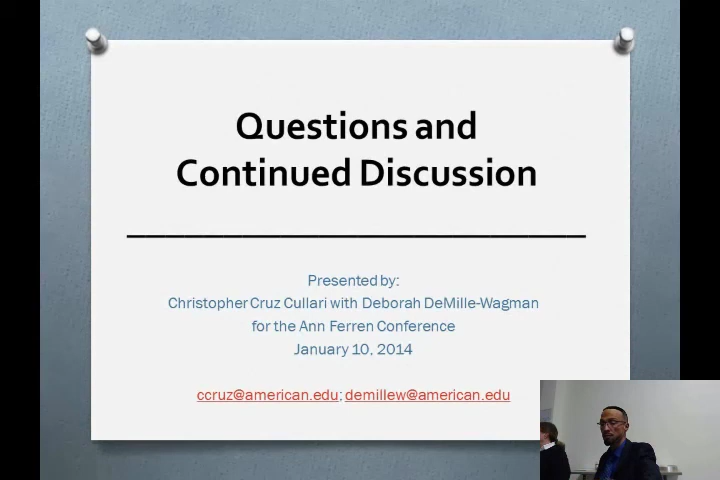 Questions and
Continued Discussion
Presented by:
Christopher Cruz Cullari with Deborah DeMille-Wagman
for the Ann Ferren Conference
January 10, 2014
ccruz@american.edu; demillew@american.edu